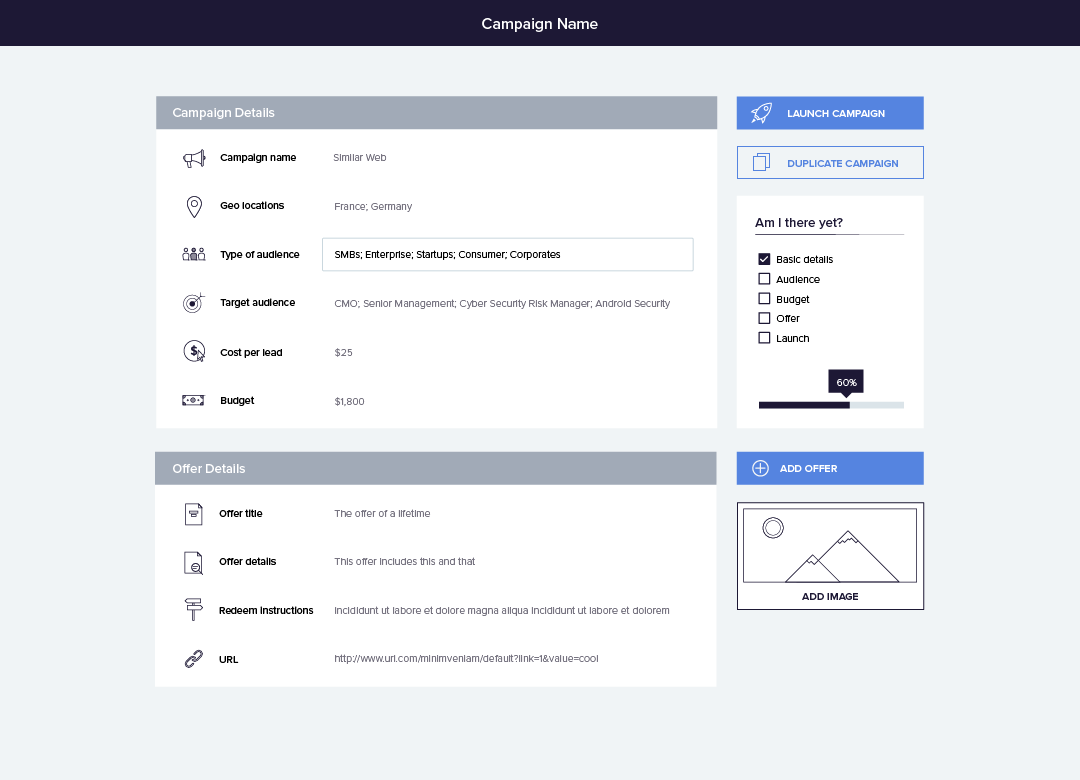 Campaign Name
Campaign Details
Campaign name Similar Web
Geo locations France; Germany
Type of audience SMBs; Enterprise; Startups; Consumer; Corporates
Target audience CMO; Senior Management; Cyber Security Risk Manager; Android Security
$ Cost per lead $25
Budget $1,800
LAUNCH CAMPAIGN
DUPLICATE CAMPAIGN
Am I there yet?
Basic details
Audience
Budget
Offer
Launch
60%
Offer Details
Offer title The offer of a lifetime
Offer details This offer includes this and that
Redeem instructions incididunt ut labore et dolore magna aliqua incididunt ut labore et dolorem
URL http://www.url.com/minimveniam/default?link=1&value=cool
ADD OFFER
ADD IMAGE